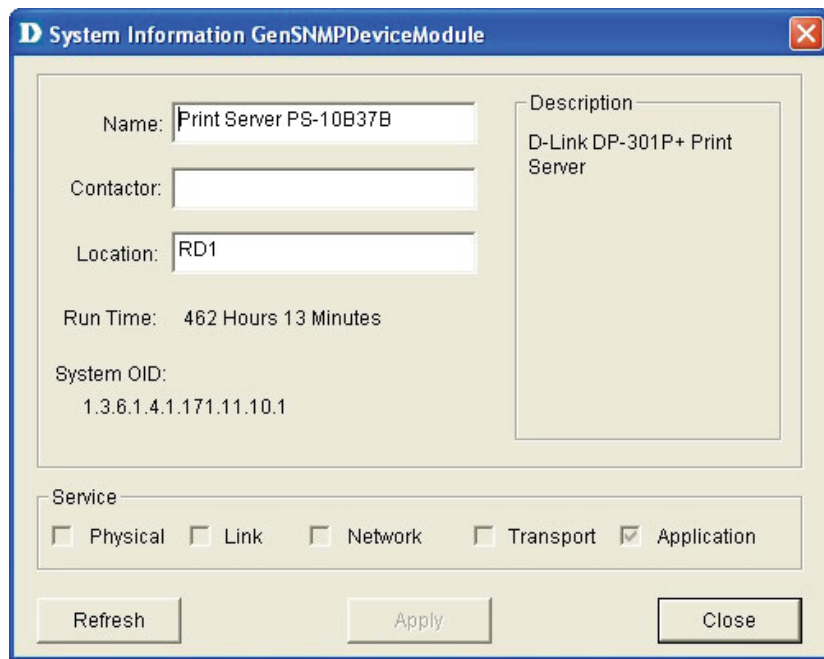 D System Information GenSNMPDeviceModule
Name: Print Server PS-10B37B
Contactor:
Location: RD1
Run Time: 462 Hours 13 Minutes
System OID:
1.3.6.1.4.1.171.11.10.1
Description
D-Link DP-301P+ Print
Server
Service
Physical Link Network Transport Application
Refresh Apply Close